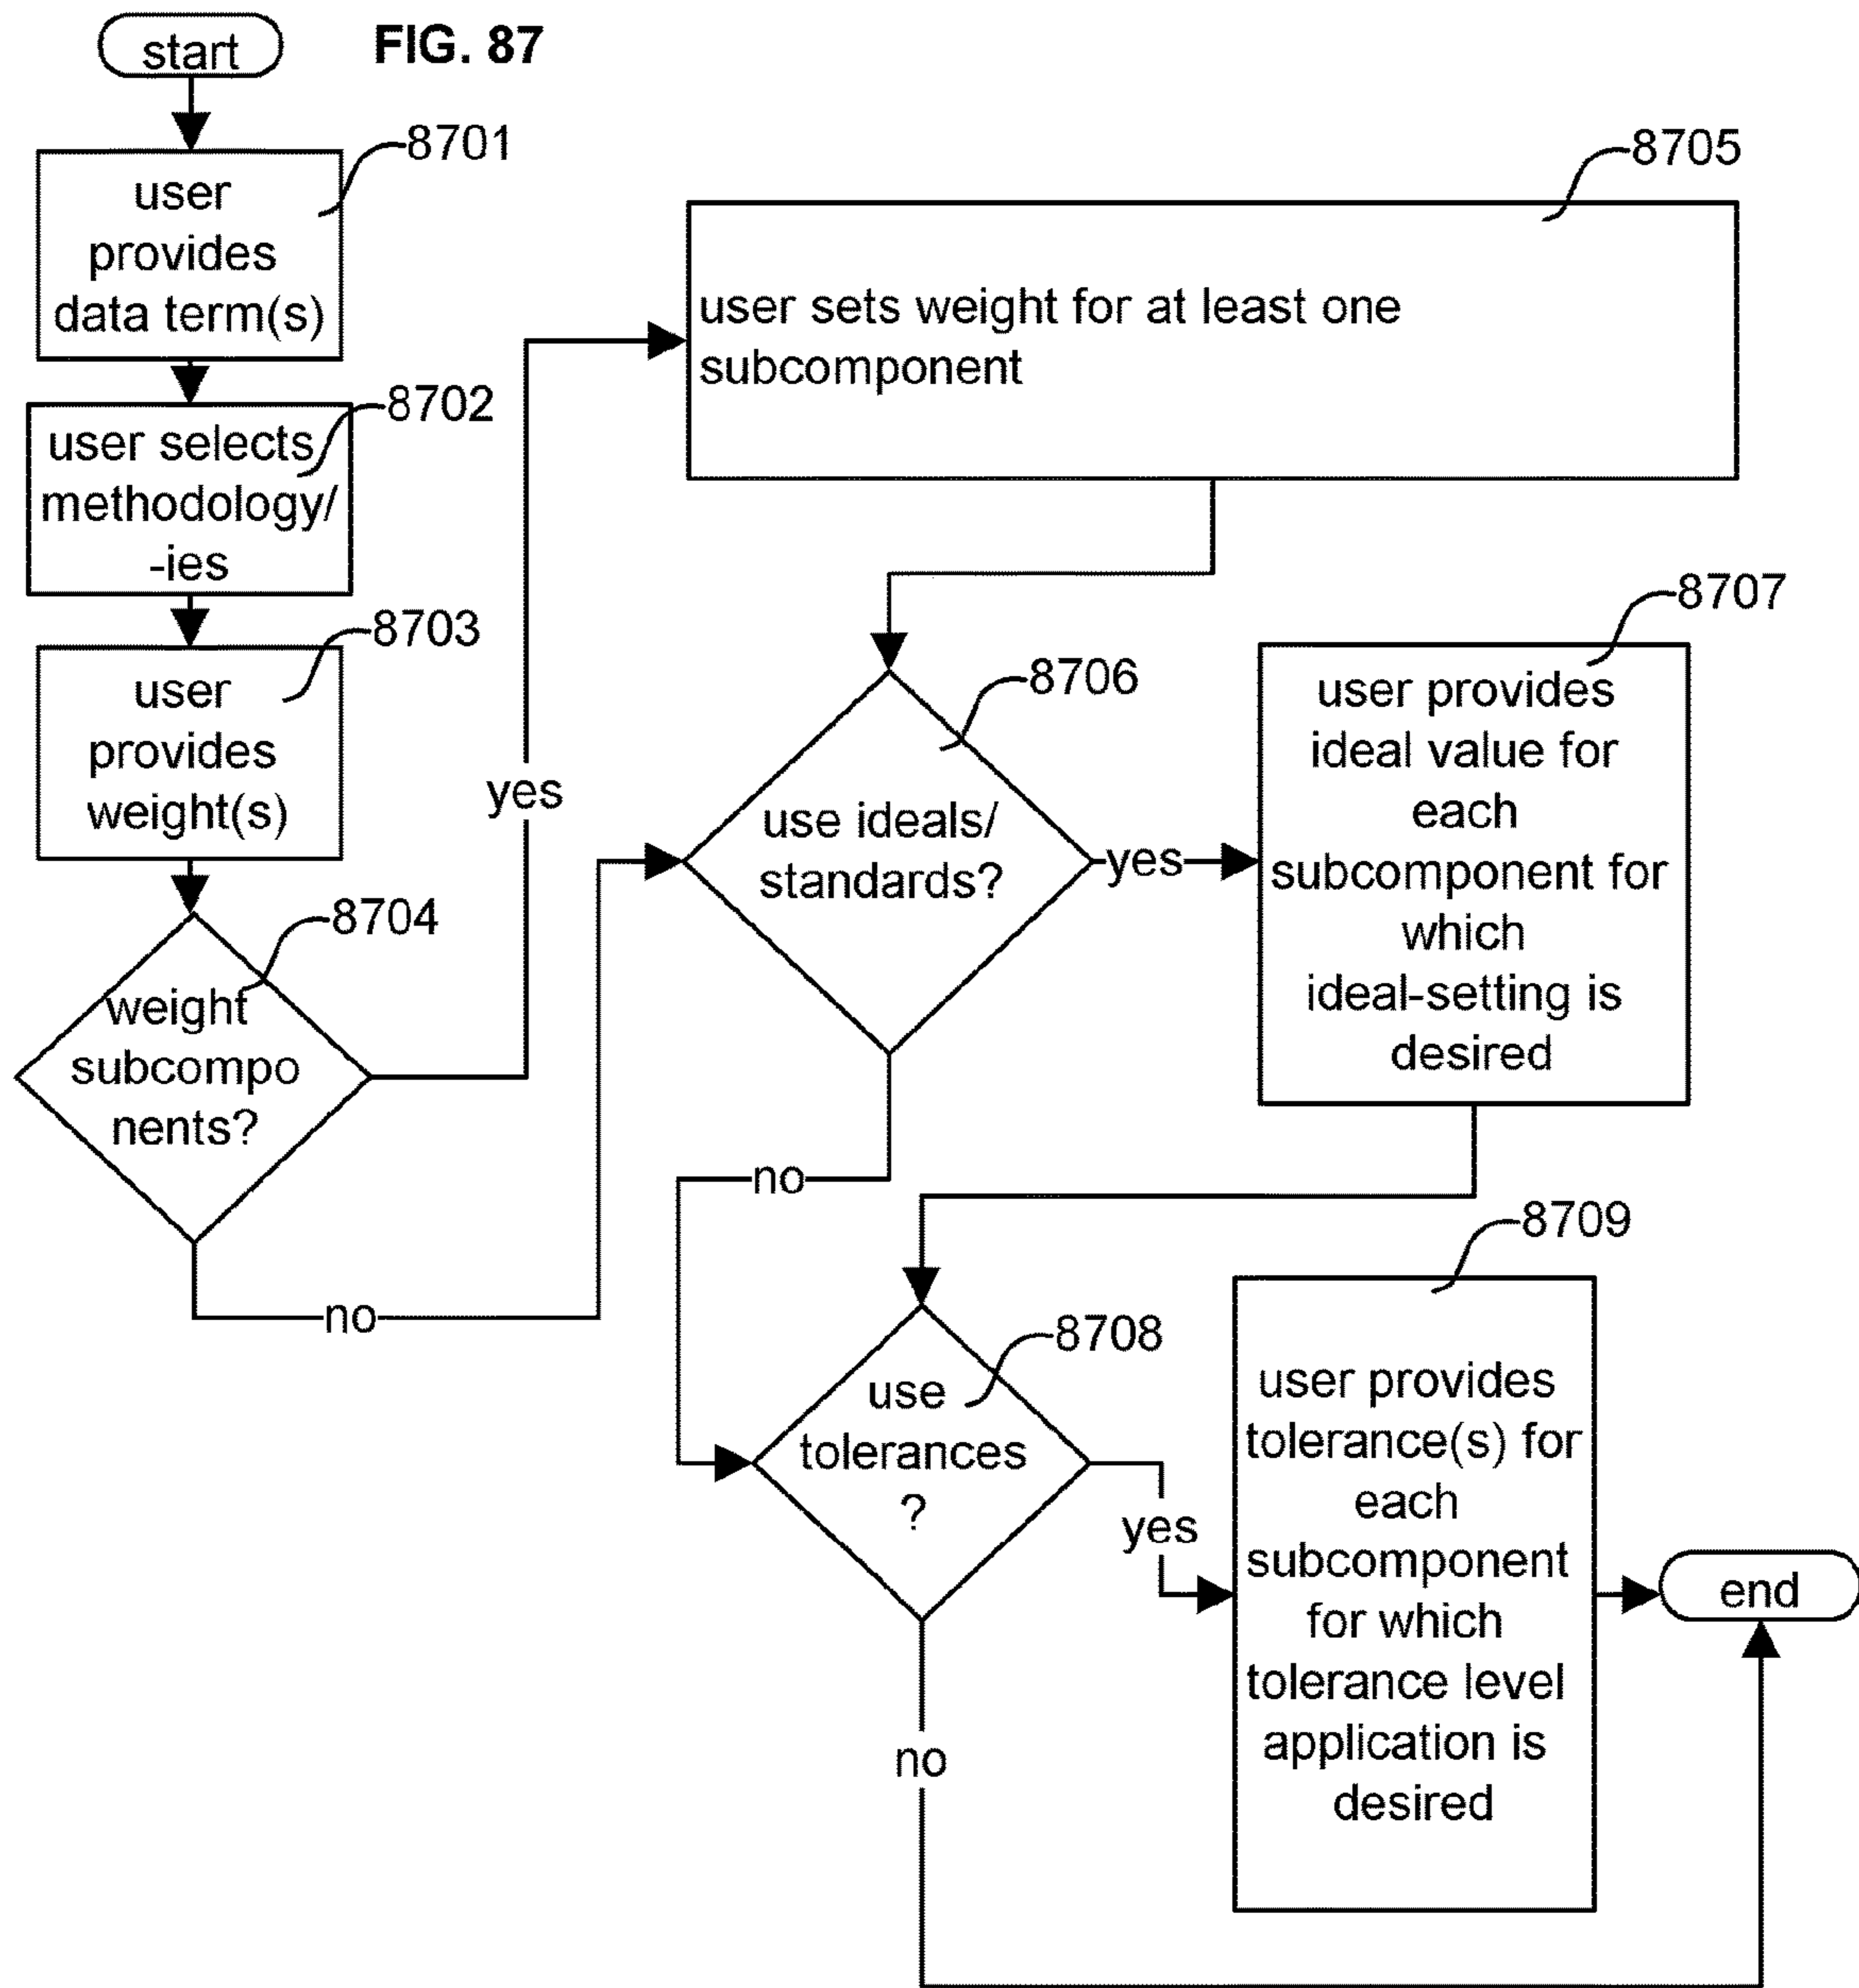 start
FIG. 87
8701
user
provides
data term(s)
8702
user selects
methodology/
-ies
8703
user
provides
weight(s)
8704
weight
subcompo
nents?
yes
no
8705
user sets weight for at least one
subcomponent
8706
use ideals/
standards?
yes
no
8707
user provides
ideal value for
each
subcomponent for
which
ideal-setting is
desired
8708
use
tolerances
?
yes
no
8709
user provides
tolerance(s) for
each
subcomponent
for which
tolerance level
application is
desired
end